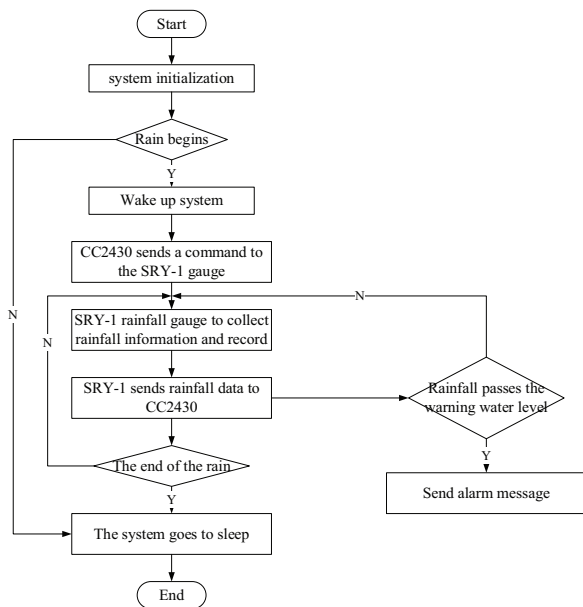 Start
system initialization
Rain begins
Y
Wake up system
CC2430 sends a command to
the SRY-1 gauge
N
N
SRY-1 rainfall gauge to collect
rainfall information and record
N
SRY-1 sends rainfall data to
CC2430
Rainfall passes the
warning water level
Y
The end of the rain
Y
Send alarm message
The system goes to sleep
End